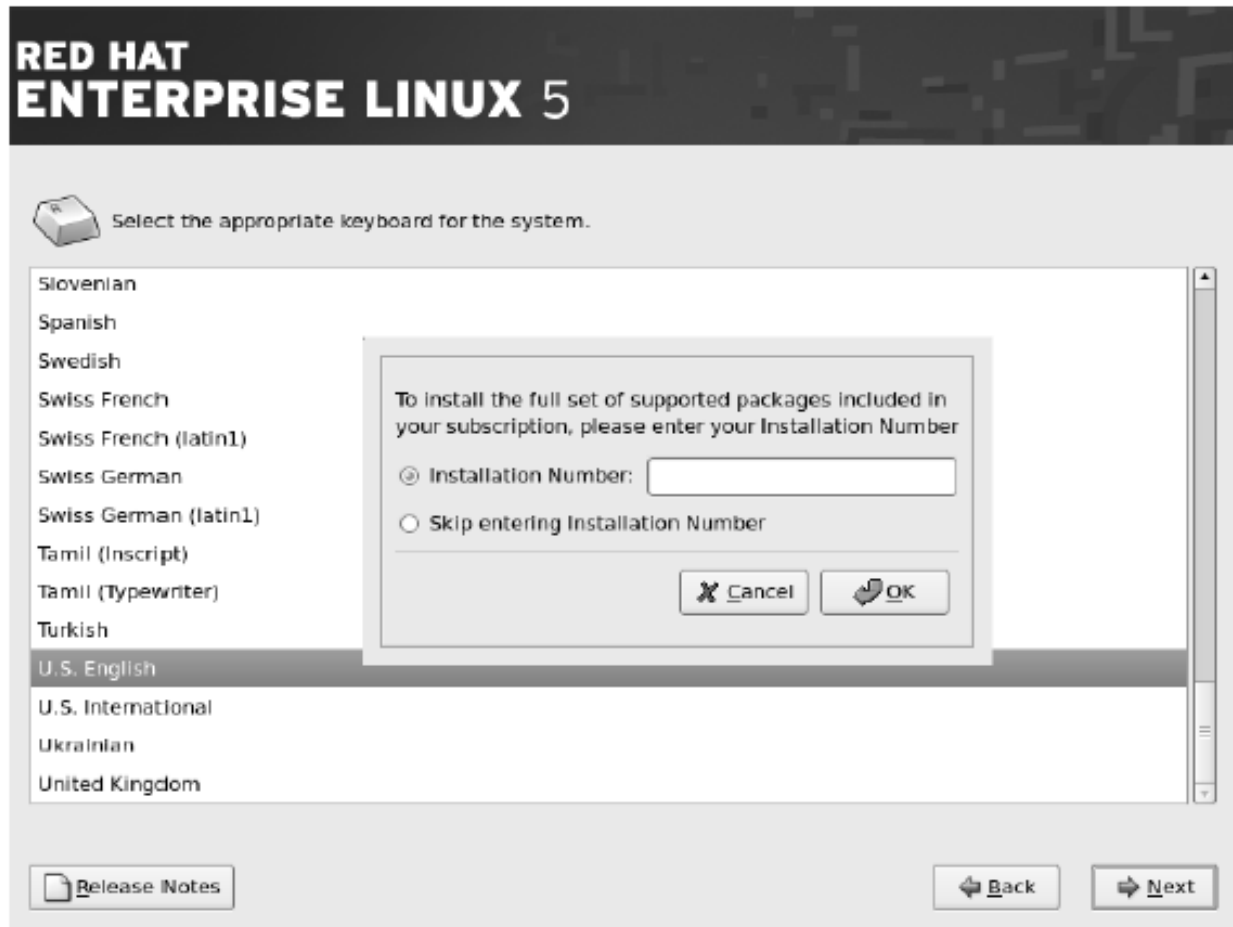 RED HAT
ENTERPRISE LINUX 5
Select the appropriate keyboard for the system.
Slovenian
Spanish
Swedish
Swiss French
Swiss French (latin1)
Swiss German
Swiss German (latin1)
Tamil (Inscript)
Tamil (Typewriter)
Turkish
U.S. English
U.S. International
Ukrainian
United Kingdom
To install the full set of supported packages included in
your subscription, please enter your Installation Number
Installation Number:
Skip entering Installation Number
Cancel
OK
Release Notes
Back
Next